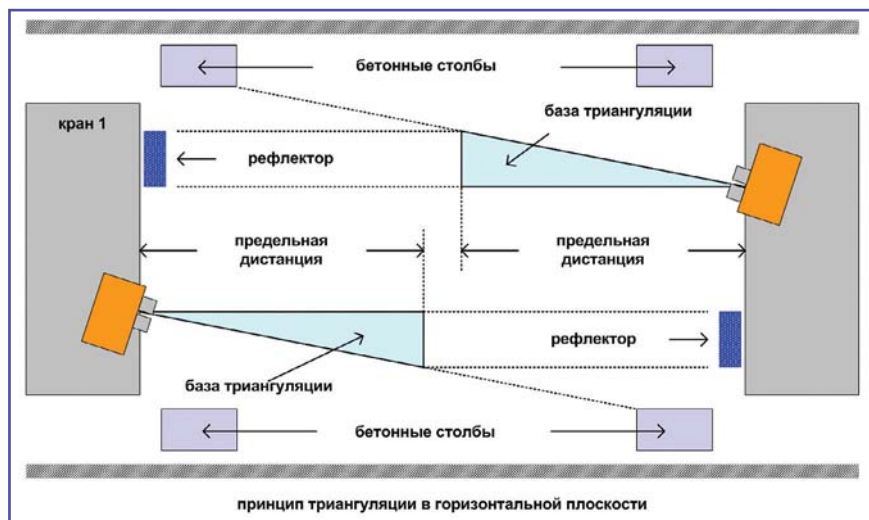 бетонные столбы
база триангуляции
кран 1
рефлектор
предельная
дистанция
предельная
дистанция
рефлектор
база триангуляции
бетонные столбы
принцип триангуляции в горизонтальной плоскости